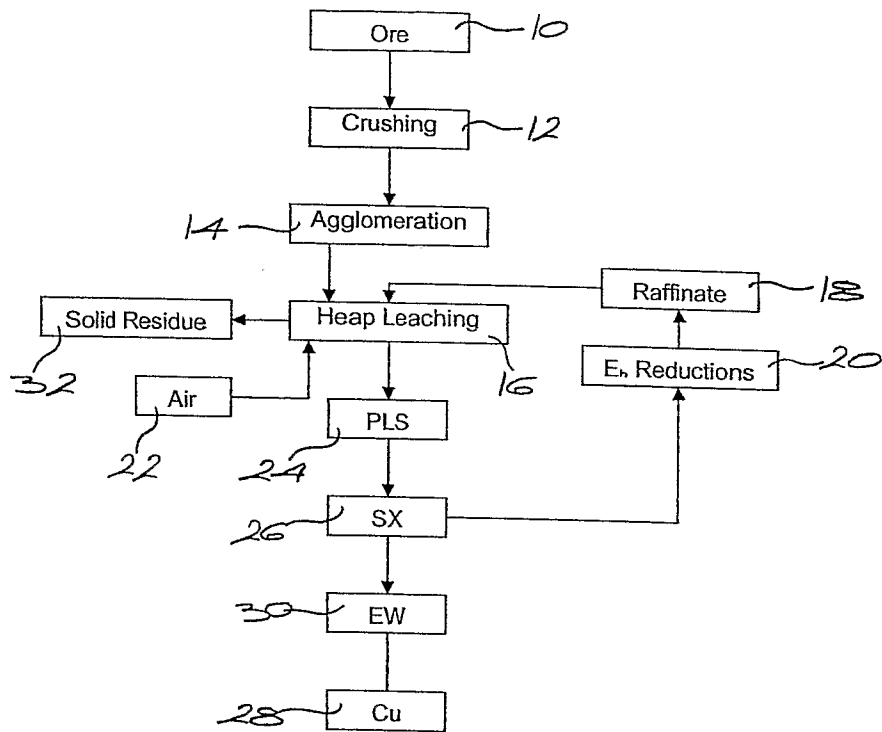 Ore
10
Crushing
12
14
Agglomeration
Raffinate
18
Solid Residue
Heap Leaching
32
16
Eh Reductions
20
Air
22
PLS
24
26
SX
30
EW
28
Cu